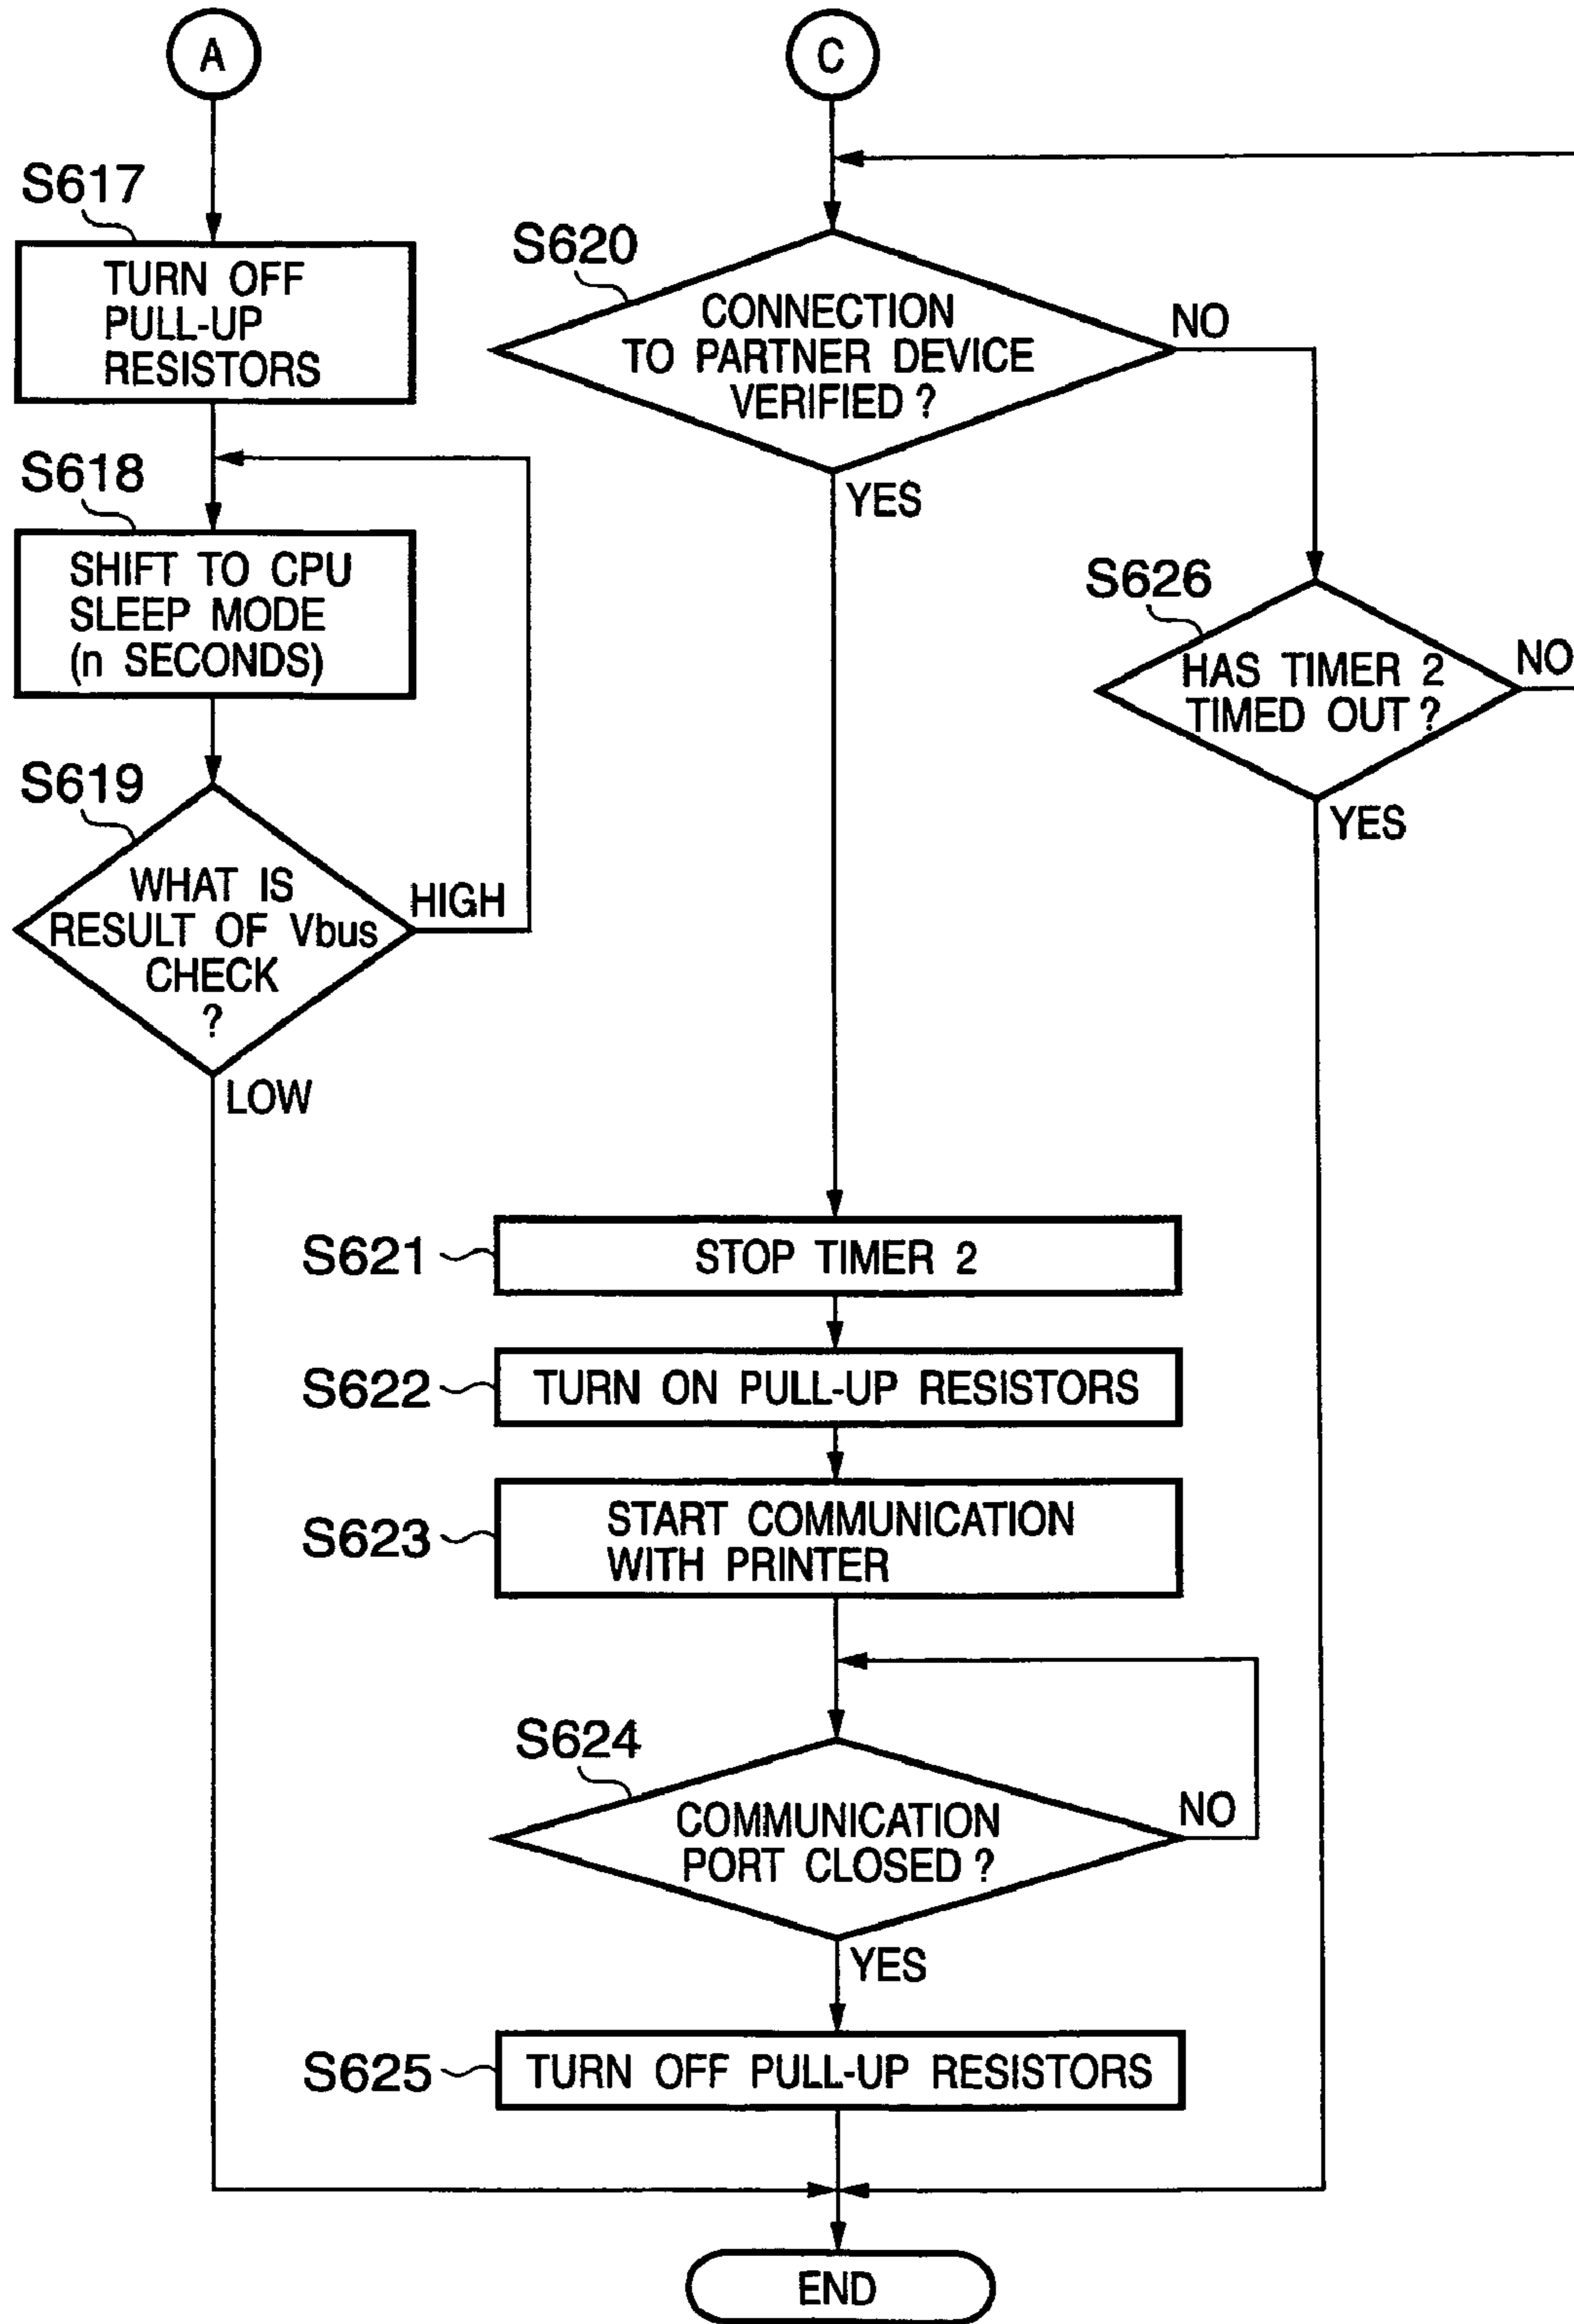 A
S617
TURN OFF
PULL-UP
RESISTORS
S618
SHIFT TO CPU
SLEEP MODE
(n SECONDS)
S619
WHAT IS
RESULT OF Vbus
CHECK
?
HIGH
LOW
C
S620
CONNECTION
TO PARTNER DEVICE
VERIFIED ?
NO
YES
S626
HAS TIMER 2
TIMED OUT ?
NO
YES
S621
STOP TIMER 2
S622
TURN ON PULL-UP RESISTORS
S623
START COMMUNICATION
WITH PRINTER
S624
COMMUNICATION
PORT CLOSED ?
NO
YES
S625
TURN OFF PULL-UP RESISTORS
END